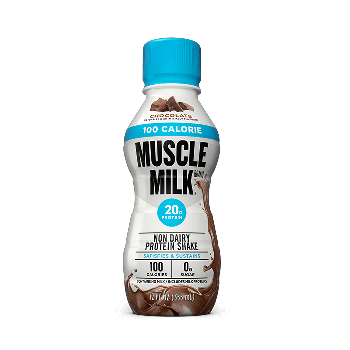 CHOCOLATE
100 CALORIE
MUSCLE
MILK
20G
PROTEIN
NON DAIRY
PROTEIN SHAKE
SATISFIES & SUSTAINS
100
CALORIES
0G
SUGAR